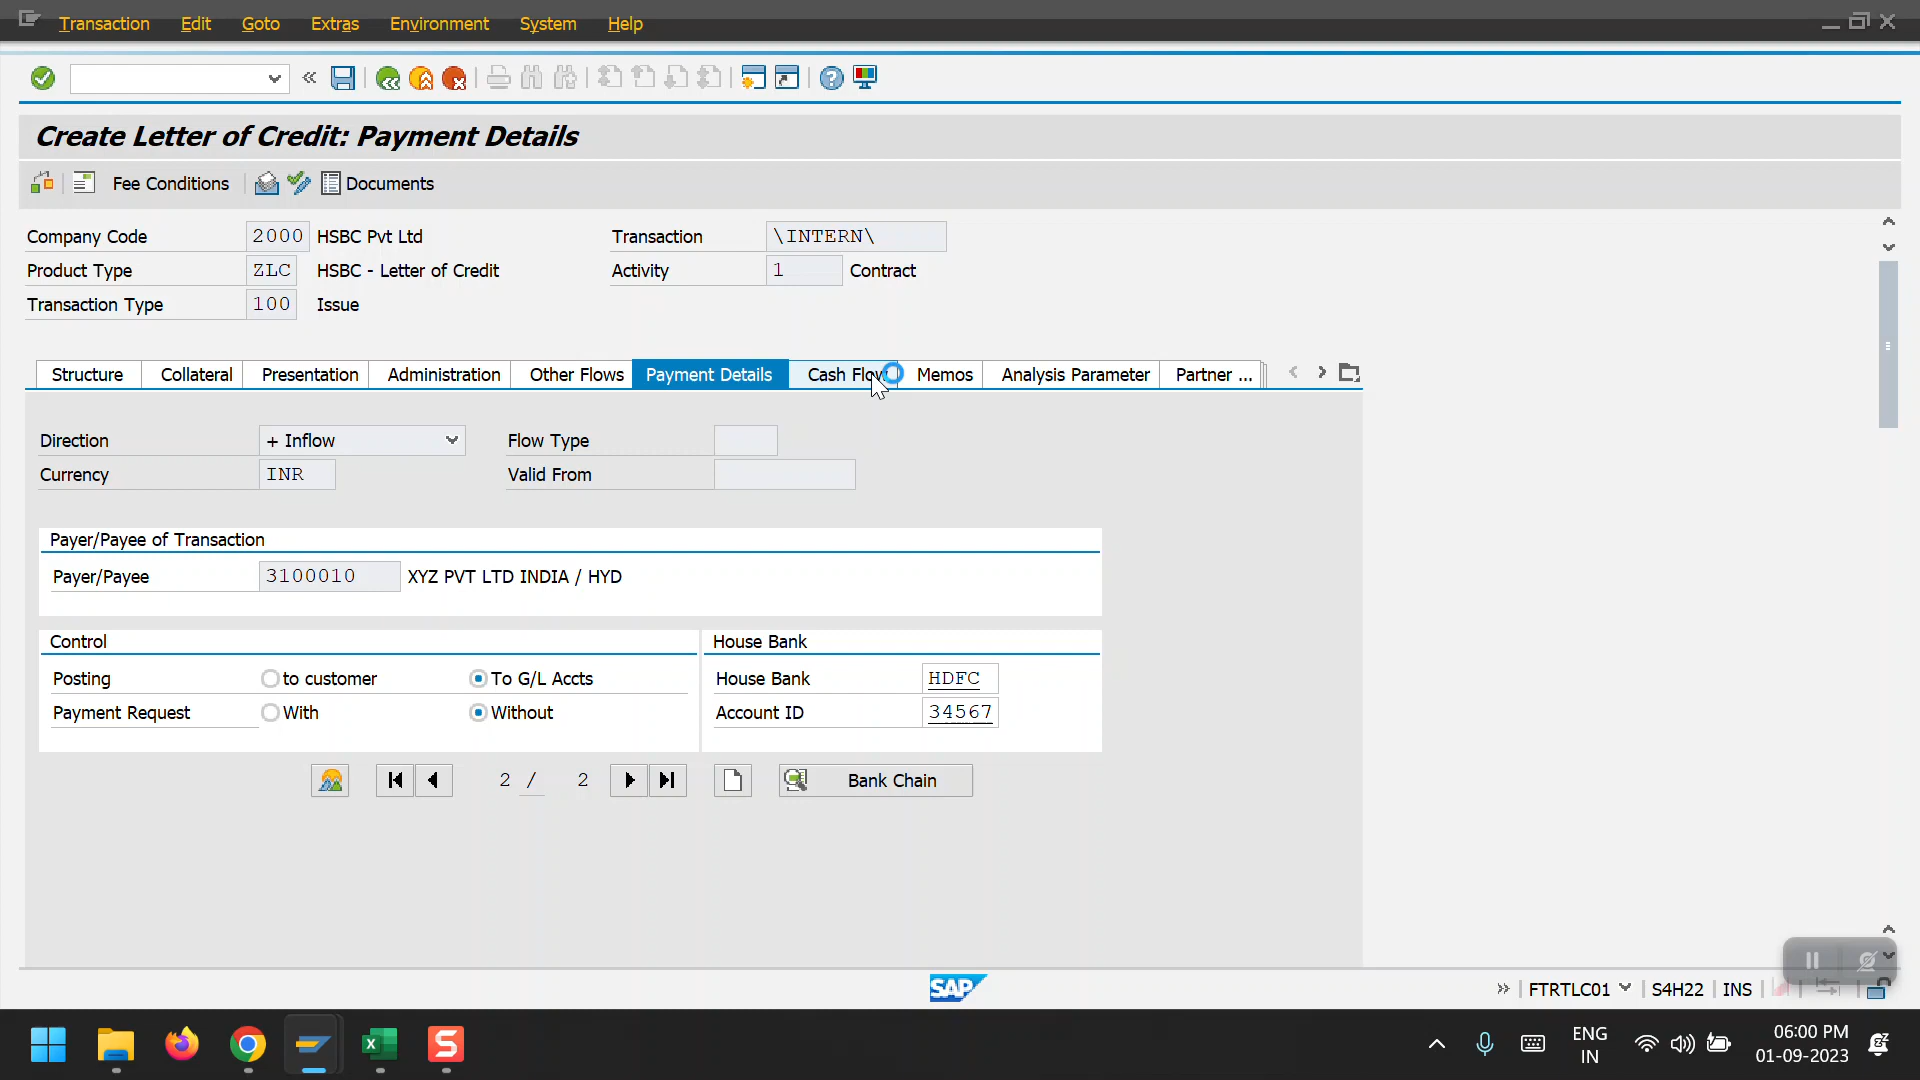 Transaction Edit Goto Extras Environment System Help
Create Letter of Credit: Payment Details
Fee Conditions Documents
Company Code 2000 HSBC Pvt Ltd Transaction \INTERN\
Product Type ZLC HSBC - Letter of Credit Activity 1 Contract
Transaction Type 100 Issue
Structure Collateral Presentation Administration Other Flows Payment Details Cash Flow Memos Analysis Parameter Partner ...
Direction + Inflow Flow Type
Currency INR Valid From
Payer/Payee of Transaction
Payer/Payee 3100010 XYZ PVT LTD INDIA / HYD
Control House Bank
Posting to customer To G/L Accts House Bank HDFC
Payment Request With Without Account ID 34567
2 / 2 Bank Chain
SAP FTRTLC01 S4H22 INS
ENG 06:00 PM
IN 01-09-2023